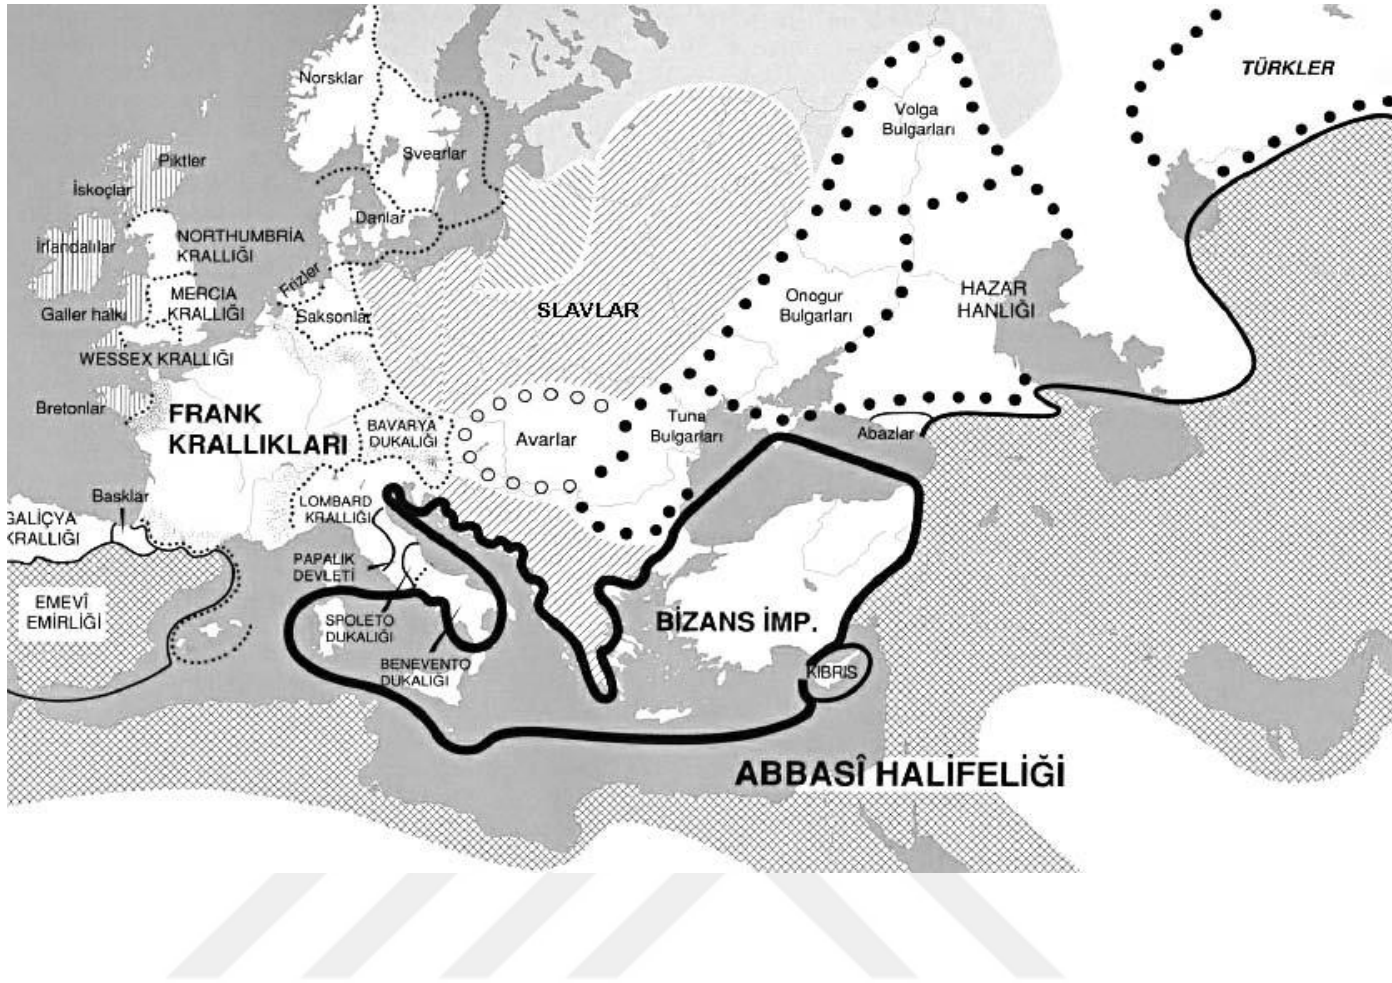 TÜRKLER
Norsklar
Volga
Bulgarları
Svearlar
Piktler
İskoçlar
Danlar
İrlandalılar
NORTHUMBRİA
KRALLIĞI
Frizler
MERCIA
KRALLIĞI
Galler halkı
Saksonlar
SLAVLAR
Onogur
Bulgarları
HAZAR
HANLIĞI
WESSEX KRALLIĞI
Bretonlar
FRANK
KRALLIKLARI
BAVARYA
DUKALIĞI
Avarlar
Tuna
Bulgarları
Abazlar
Basklar
LOMBARD
KRALLIĞI
GALİÇYA
KRALLIĞI
PAPALIK
DEVLETİ
EMEVÎ
EMİRLİĞİ
SPOLETO
DUKALIĞI
BİZANS İMP.
BENEVENTO
DUKALIĞI
KIBRIS
ABBASÎ HALİFELİĞİ